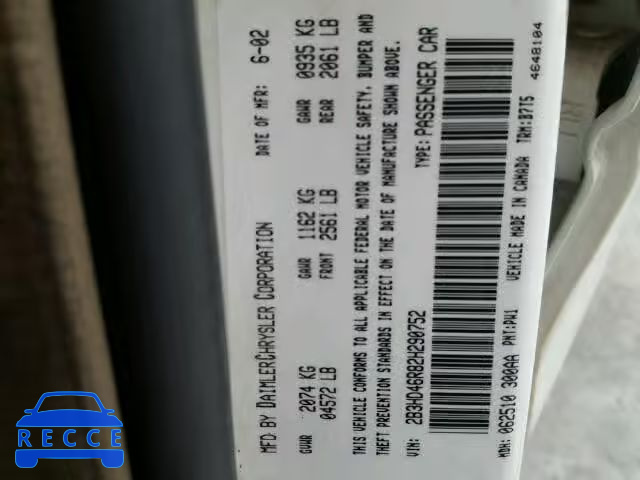 MFD BY DAIMLERCHRYSLER CORPORATION DATE OF MFR: 6-02
GVWR 2074 KG 04572 LB GAWR FRONT 1162 KG 2561 LB GAWR REAR 0935 KG 2061 LB
THIS VEHICLE CONFORMS TO ALL APPLICABLE FEDERAL MOTOR VEHICLE SAFETY, BUMPER AND
THEFT PREVENTION STANDARDS IN EFFECT ON THE DATE OF MANUFACTURE SHOWN ABOVE.
VIN: 2B3HD46R82H290752 TYPE: PASSENGER CAR
MDH: 062510 300AA PNT:PW1 VEHICLE MADE IN CANADA TRM:B7T5
4648104
RECCE